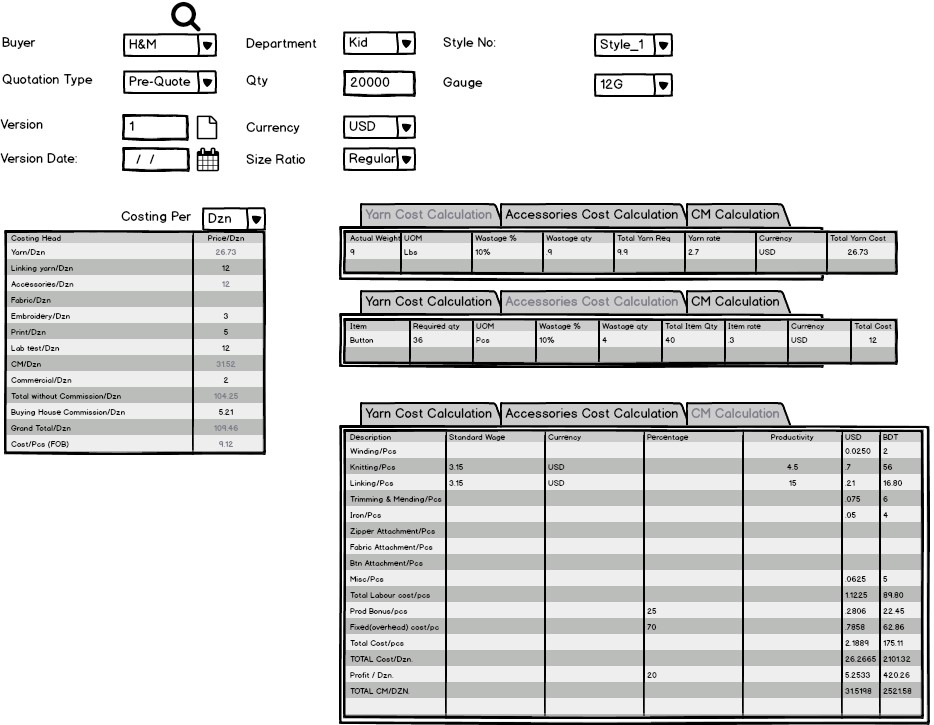 Buyer H&M Department Kid Style No: Style_1
Quotation Type Pre-Quote Qty 20000 Gauge 12G
Version 1 Currency USD
Version Date: / / Size Ratio Regular
Costing Per Dzn
Costing Head Price/Dzn
Yarn/Dzn 26.73
Linking yarn/Dzn 12
Accessories/Dzn 12
Fabric/Dzn
Embroidery/Dzn 3
Print/Dzn 5
Lab test/Dzn 12
CM/Dzn 31.52
Commercial/Dzn 2
Total without Commission/Dzn 104.25
Buying House Commission/Dzn 5.21
Grand Total/Dzn 109.46
Cost/Pcs (FOB) 9.12
Yarn Cost Calculation Accessories Cost Calculation CM Calculation
Actual Weight UOM Wastage % Wastage qty Total Yarn Req Yarn rate Currency Total Yarn Cost
9 Lbs 10% .9 9.9 2.7 USD 26.73
Yarn Cost Calculation Accessories Cost Calculation CM Calculation
Item Required qty UOM Wastage % Wastage qty Total Item Qty Item rate Currency Total Cost
Button 36 Pcs 10% 4 40 .3 USD 12
Yarn Cost Calculation Accessories Cost Calculation CM Calculation
Description Standard Wage Currency Percentage Productivity USD BDT
Winding/Pcs 0.0250 2
Knitting/Pcs 3.15 USD 4.5 .7 56
Linking/Pcs 3.15 USD 15 .21 16.80
Trimming & Mending/Pcs .075 6
Iron/Pcs .05 4
Zipper Attachment/Pcs
Fabric Attachment/Pcs
Btn Attachment/Pcs
Misc/Pcs .0625 5
Total Labour cost/pcs 1.1225 89.80
Prod Bonus/pcs 25 .2806 22.45
Fixed(overhead) cost/pc 70 .7858 62.86
Total Cost/pcs 2.1889 175.11
TOTAL Cost/Dzn. 26.2665 2101.32
Profit / Dzn. 20 5.2533 420.26
TOTAL CM/DZN. 31.5198 2521.58